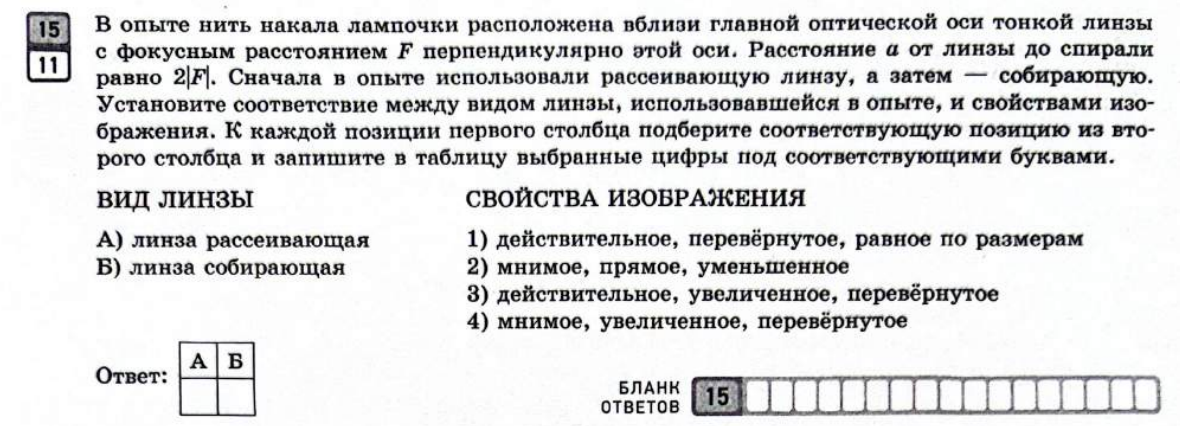 15
11
В опыте нить накала лампочки расположена вблизи главной оптической оси тонкой линзы
с фокусным расстоянием F перпендикулярно этой оси. Расстояние a от линзы до спирали
равно 2|F|. Сначала в опыте использовали рассеивающую линзу, а затем — собирающую.
Установите соответствие между видом линзы, использовавшейся в опыте, и свойствами изо-
бражения. К каждой позиции первого столбца подберите соответствующую позицию из вто-
рого столбца и запишите в таблицу выбранные цифры под соответствующими буквами.
ВИД ЛИНЗЫ
А) линза рассеивающая
Б) линза собирающая
СВОЙСТВА ИЗОБРАЖЕНИЯ
1) действительное, перевёрнутое, равное по размерам
2) мнимое, прямое, уменьшенное
3) действительное, увеличенное, перевёрнутое
4) мнимое, увеличенное, перевёрнутое
Ответ:
А Б
БЛАНК
ОТВЕТОВ
15